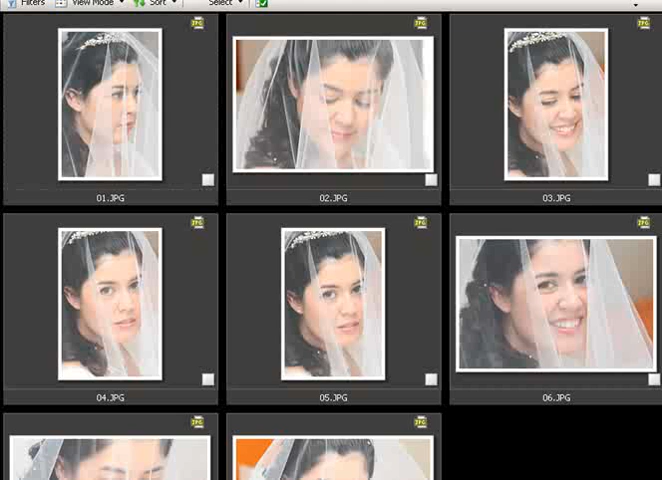 Filters View Mode Sort Select
JPG JPG JPG
01.JPG 02.JPG 03.JPG
JPG JPG JPG
04.JPG 05.JPG 06.JPG
JPG JPG